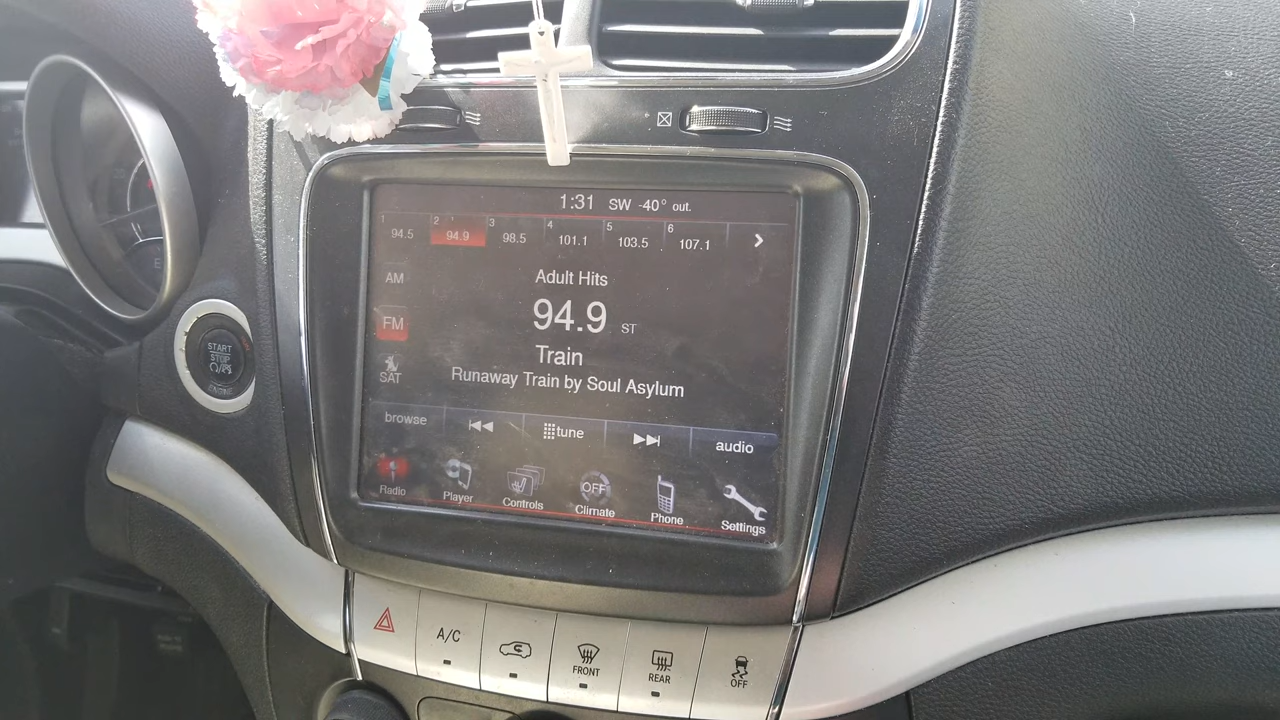 1:31 SW -40° out.
1 2 3 4 5 6
94.5 94.9 98.5 101.1 103.5 107.1
AM
Adult Hits
FM
94.9 ST
Train
SAT
Runaway Train by Soul Asylum
browse tune audio
OFF
Radio Player Controls Climate Phone Settings
START
STOP
A/C
FRONT
REAR
OFF
E